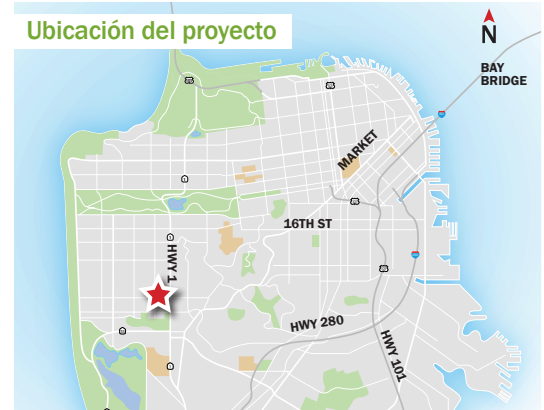 Ubicación del proyecto
N
BAY
BRIDGE
MARKET
16TH ST
HWY 1
HWY 280
HWY 101